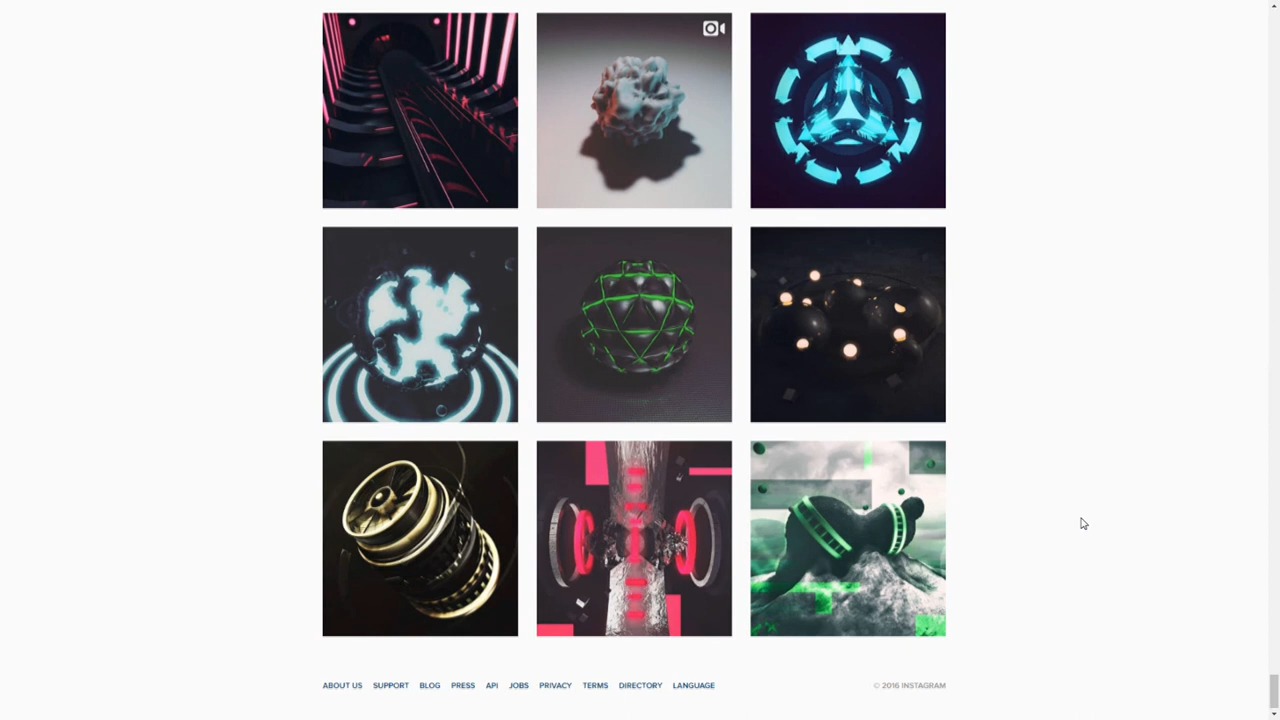 ABOUT US SUPPORT BLOG PRESS API JOBS PRIVACY TERMS DIRECTORY LANGUAGE © 2016 INSTAGRAM